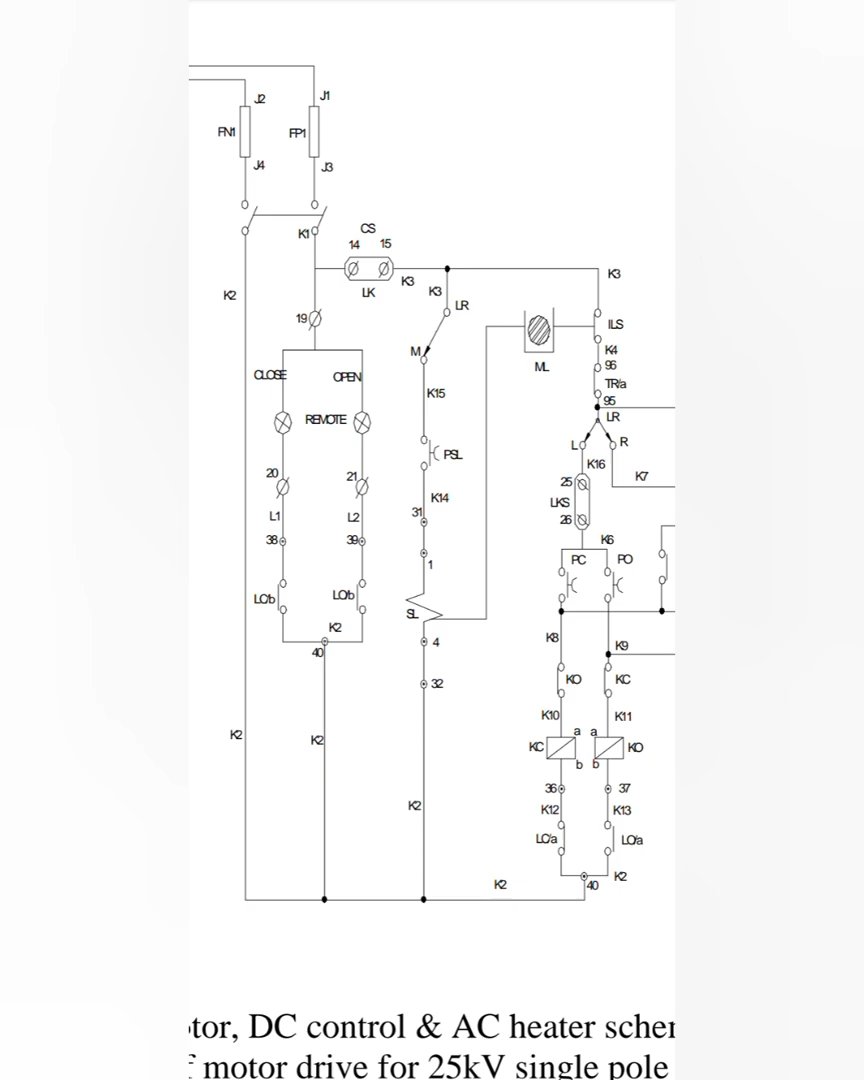 J2 J1
FN1 FP1
J4 J3
K1 CS
14 15
K3
LK
K3
K3
K2
LR
19
ILS
M
K4
96
ML
TR/a
95
CLOSE OPEN
K15
LR
REMOTE
L R
PSL
K16
20 21
25
K7
K14
LKS
31
26
L1 L2
38 39
K6
1
PC PO
LC/b LO/b
SL
K2
4
K8
K9
40
32
KO KC
K10 K11
K2
K2
a a
KC KO
b b
36 37
K2
K12 K13
LC/a LO/a
K2
K2
40
tor, DC control & AC heater scher
f motor drive for 25kV single pole